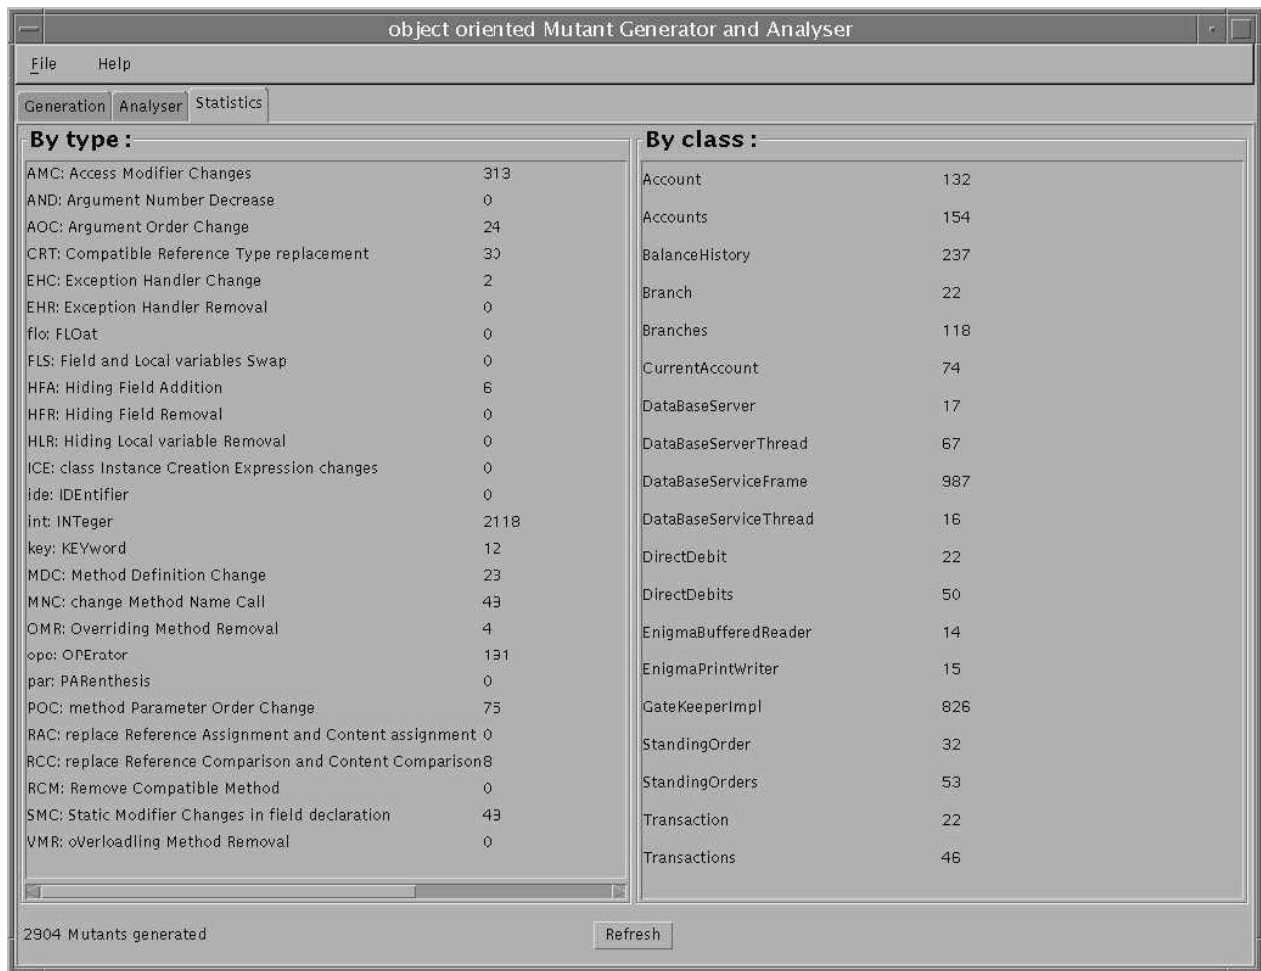 object oriented Mutant Generator and Analyser
File Help
Generation Analyser Statistics
By type :
AMC: Access Modifier Changes 313
AND: Argument Number Decrease 0
AOC: Argument Order Change 24
CRT: Compatible Reference Type replacement 30
EHC: Exception Handler Change 2
EHR: Exception Handler Removal 0
flo: FLOat 0
FLS: Field and Local variables Swap 0
HFA: Hiding Field Addition 6
HFR: Hiding Field Removal 0
HLR: Hiding Local variable Removal 0
ICE: class Instance Creation Expression changes 0
ide: IDEntifier 0
int: INTeger 2118
key: KEYword 12
MDC: Method Definition Change 23
MNC: change Method Name Call 49
OMR: Overriding Method Removal 4
ope: OPErator 191
par: PARenthesis 0
POC: method Parameter Order Change 75
RAC: replace Reference Assignment and Content assignment 0
RCC: replace Reference Comparison and Content Comparison 8
RCM: Remove Compatible Method 0
SMC: Static Modifier Changes in field declaration 49
VMR: oVerloadling Method Removal 0
By class :
Account 132
Accounts 154
BalanceHistory 237
Branch 22
Branches 118
CurrentAccount 74
DataBaseServer 17
DataBaseServerThread 67
DataBaseServiceFrame 987
DataBaseServiceThread 16
DirectDebit 22
DirectDebits 50
EnigmaBufferedReader 14
EnigmaPrintWriter 15
GateKeeperImpl 826
StandingOrder 32
StandingOrders 53
Transaction 22
Transactions 46
2904 Mutants generated
Refresh